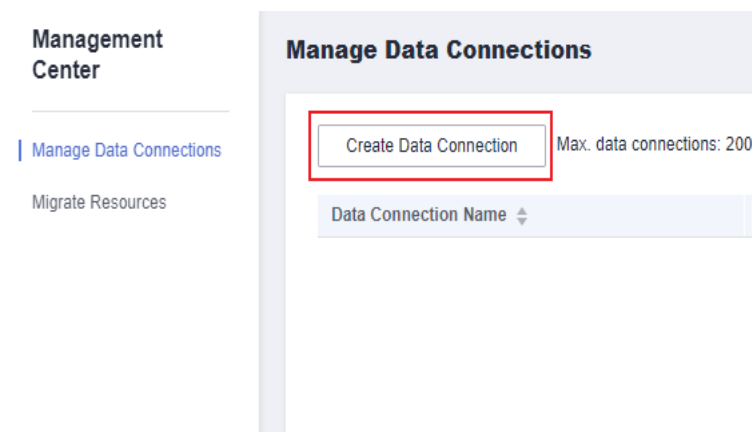 Management
Center
Manage Data Connections
Migrate Resources
Manage Data Connections
Create Data Connection
Max. data connections: 200
Data Connection Name